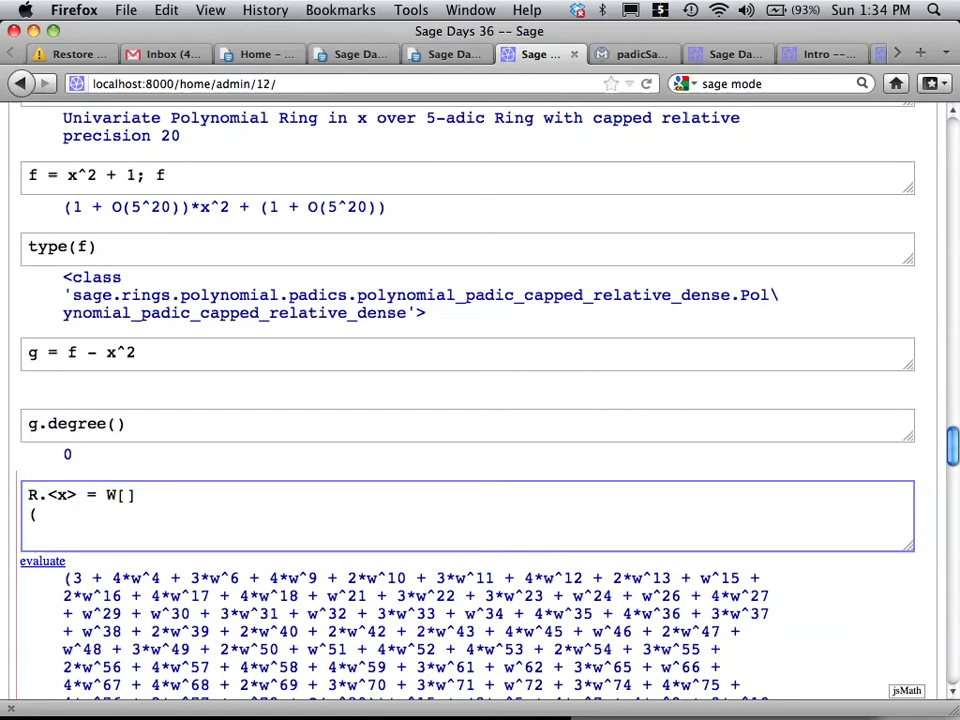 Firefox File Edit View History Bookmarks Tools Window Help (93%) Sun 1:34 PM
Sage Days 36 -- Sage
Restore ... Inbox (4... Home - ... Sage Da... Sage Da... Sage ... padicSa... Sage Da... Intro --...
localhost:8000/home/admin/12/ sage mode
Univariate Polynomial Ring in x over 5-adic Ring with capped relative
precision 20
f = x^2 + 1; f
(1 + O(5^20))*x^2 + (1 + O(5^20))
type(f)
<class
'sage.rings.polynomial.padics.polynomial_padic_capped_relative_dense.Pol\
ynomial_padic_capped_relative_dense'>
g = f - x^2
g.degree()
0
R.<x> = W[]
(
evaluate
(3 + 4*w^4 + 3*w^6 + 4*w^9 + 2*w^10 + 3*w^11 + 4*w^12 + 2*w^13 + w^15 +
2*w^16 + 4*w^17 + 4*w^18 + w^21 + 3*w^22 + 3*w^23 + w^24 + w^26 + 4*w^27
+ w^29 + w^30 + 3*w^31 + w^32 + 3*w^33 + w^34 + 4*w^35 + 4*w^36 + 3*w^37
+ w^38 + 2*w^39 + 2*w^40 + 2*w^42 + 2*w^43 + 4*w^45 + w^46 + 2*w^47 +
w^48 + 3*w^49 + 2*w^50 + w^51 + 4*w^52 + 4*w^53 + 2*w^54 + 3*w^55 +
2*w^56 + 4*w^57 + 4*w^58 + 4*w^59 + 3*w^61 + w^62 + 3*w^65 + w^66 +
4*w^67 + 4*w^68 + 2*w^69 + 3*w^70 + 3*w^71 + w^72 + 3*w^74 + 4*w^75 +
jsMath